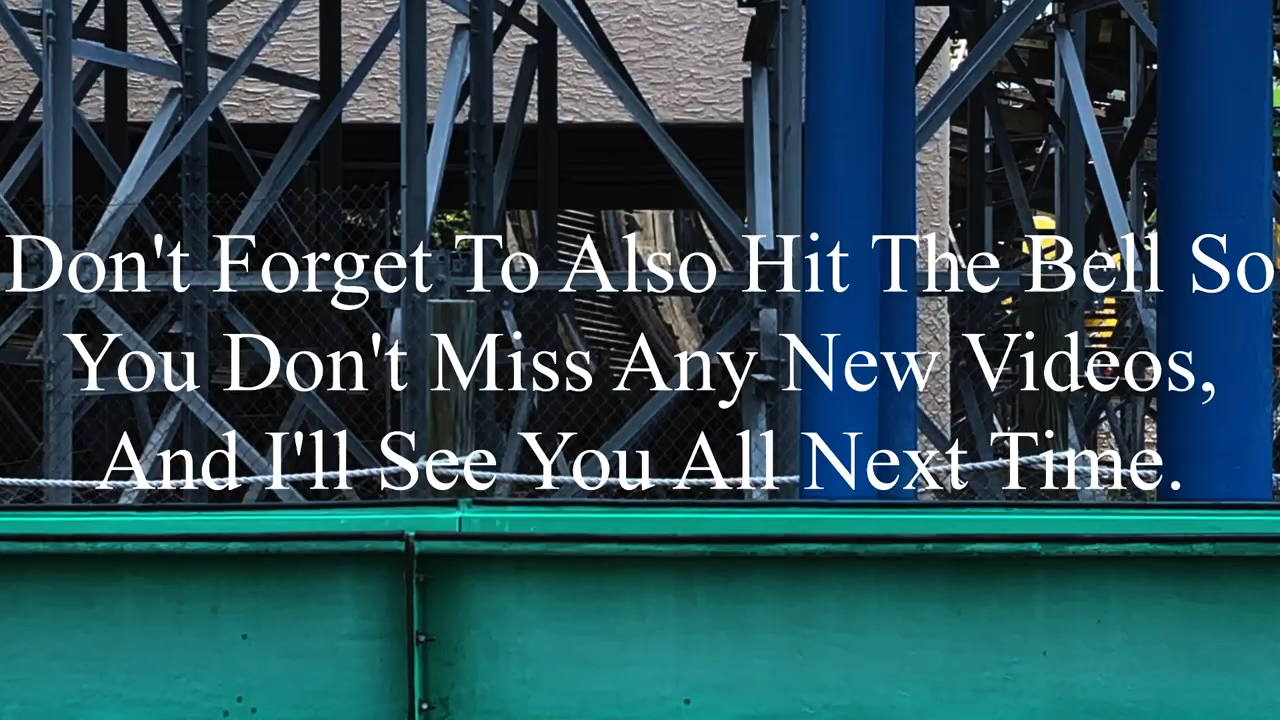 Don't Forget To Also Hit The Bell So
You Don't Miss Any New Videos,
And I'll See You All Next Time.